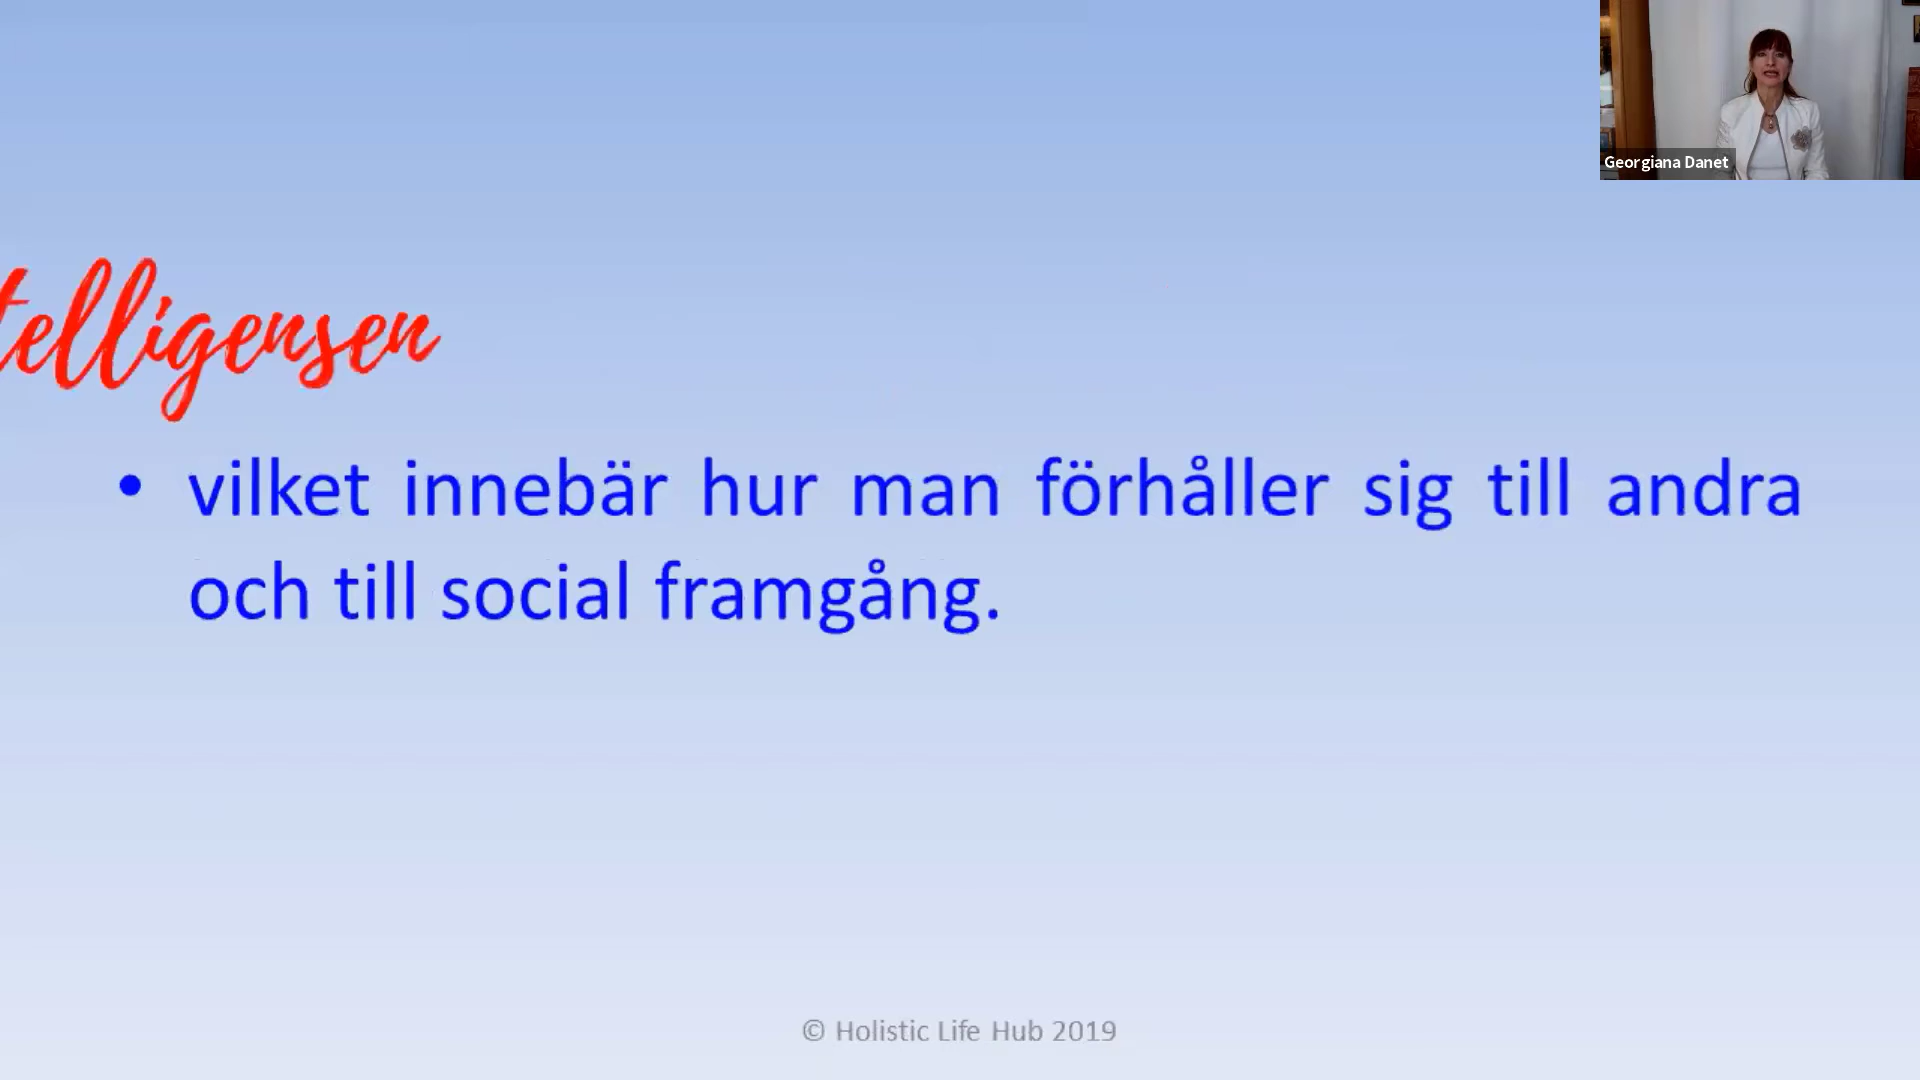 Georgiana Danet
telligensen
• vilket innebär hur man förhåller sig till andra
och till social framgång.
© Holistic Life Hub 2019